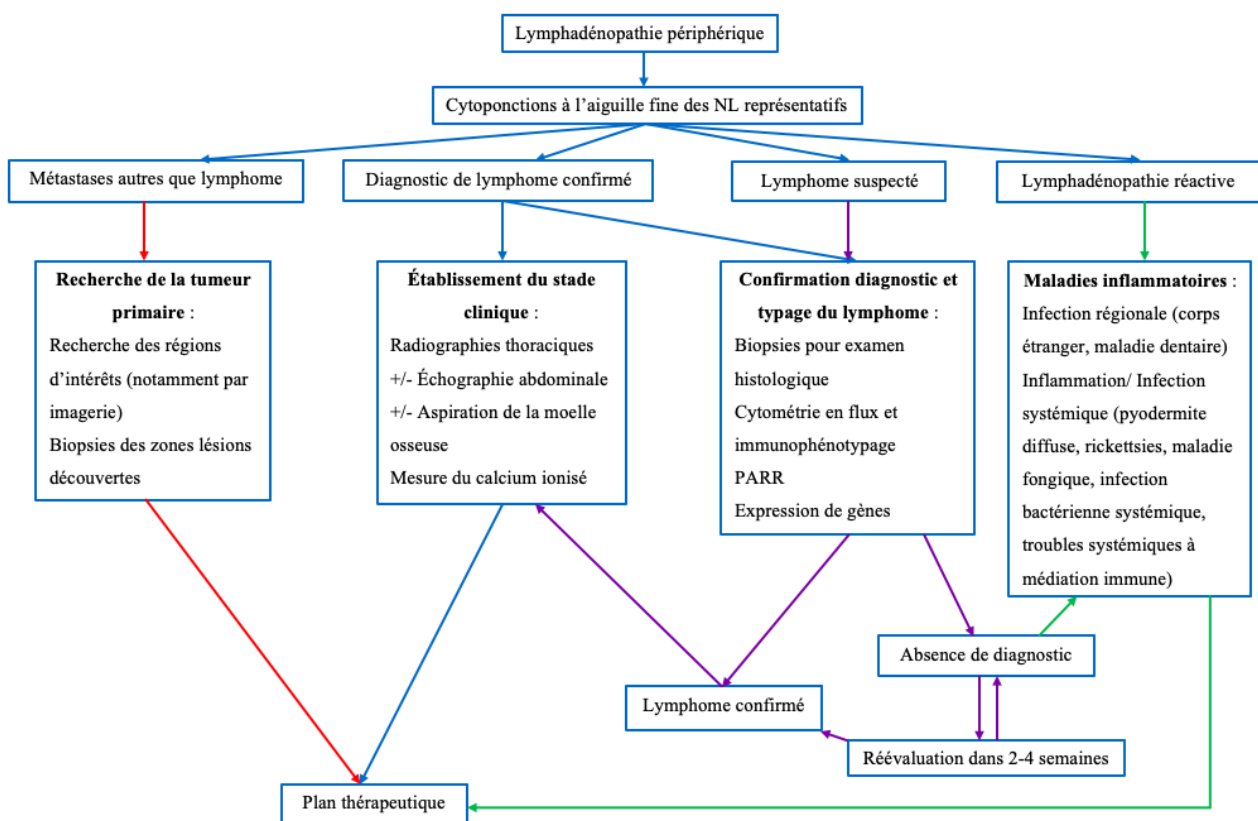 Lymphadénopathie périphérique
Cytoponctions à l’aiguille fine des NL représentatifs
Métastases autres que lymphome
Diagnostic de lymphome confirmé
Lymphome suspecté
Lymphadénopathie réactive
Recherche de la tumeur
primaire :
Recherche des régions
d’intérêts (notamment par
imagerie)
Biopsies des zones lésions
découvertes
Établissement du stade
clinique :
Radiographies thoraciques
+/- Échographie abdominale
+/- Aspiration de la moelle
osseuse
Mesure du calcium ionisé
Confirmation diagnostic et
typage du lymphome :
Biopsies pour examen
histologique
Cytométrie en flux et
immunophénotypage
PARR
Expression de gènes
Maladies inflammatoires :
Infection régionale (corps
étranger, maladie dentaire)
Inflammation/ Infection
systémique (pyodermite
diffuse, rickettsies, maladie
fongique, infection
bactérienne systémique,
troubles systémiques à
médiation immune)
Absence de diagnostic
Lymphome confirmé
Réévaluation dans 2-4 semaines
Plan thérapeutique